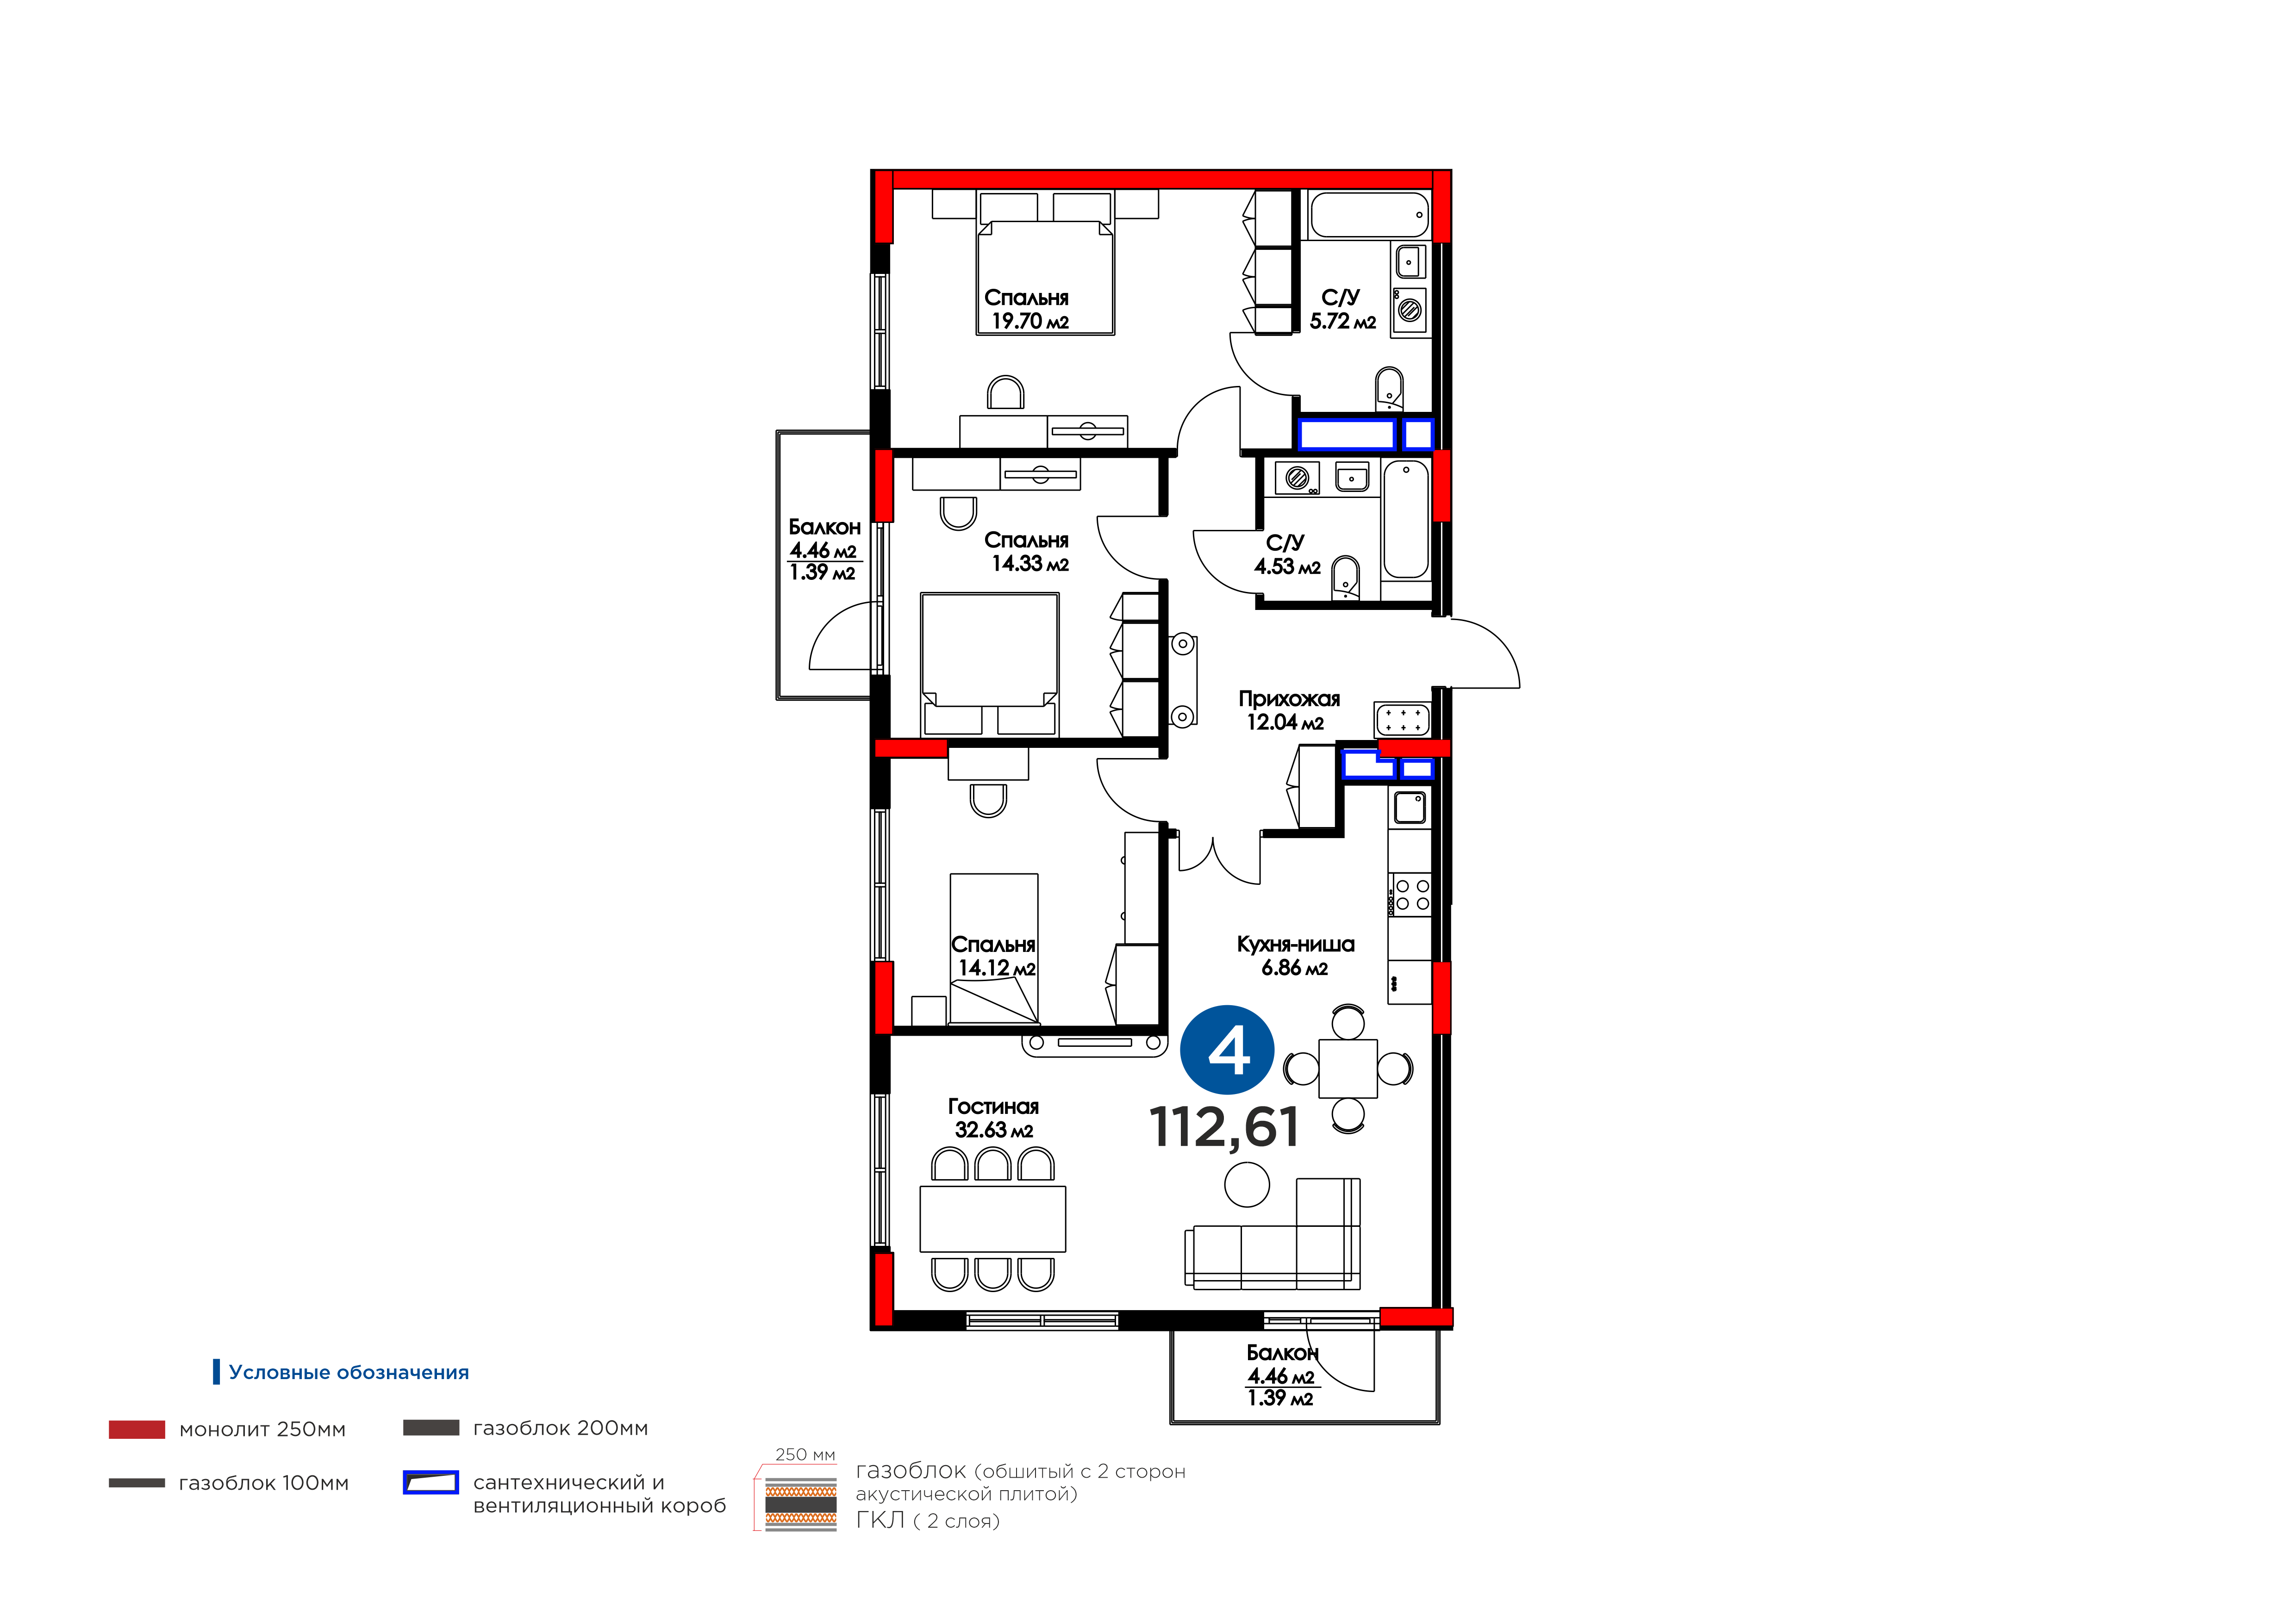 Спальня
19.70 м2
С/У
5.72 м2
Балкон
4.46 м2
1.39 м2
Спальня
14.33 м2
С/У
4.53 м2
Прихожая
12.04 м2
Спальня
14.12 м2
Кухня-ниша
6.86 м2
4
112,61
Гостиная
32.63 м2
Балкон
4.46 м2
1.39 м2
Условные обозначения
монолит 250мм
газоблок 200мм
газоблок 100мм
сантехнический и
вентиляционный короб
250 мм
газоблок (обшитый с 2 сторон
акустической плитой)
ГКЛ ( 2 слоя)